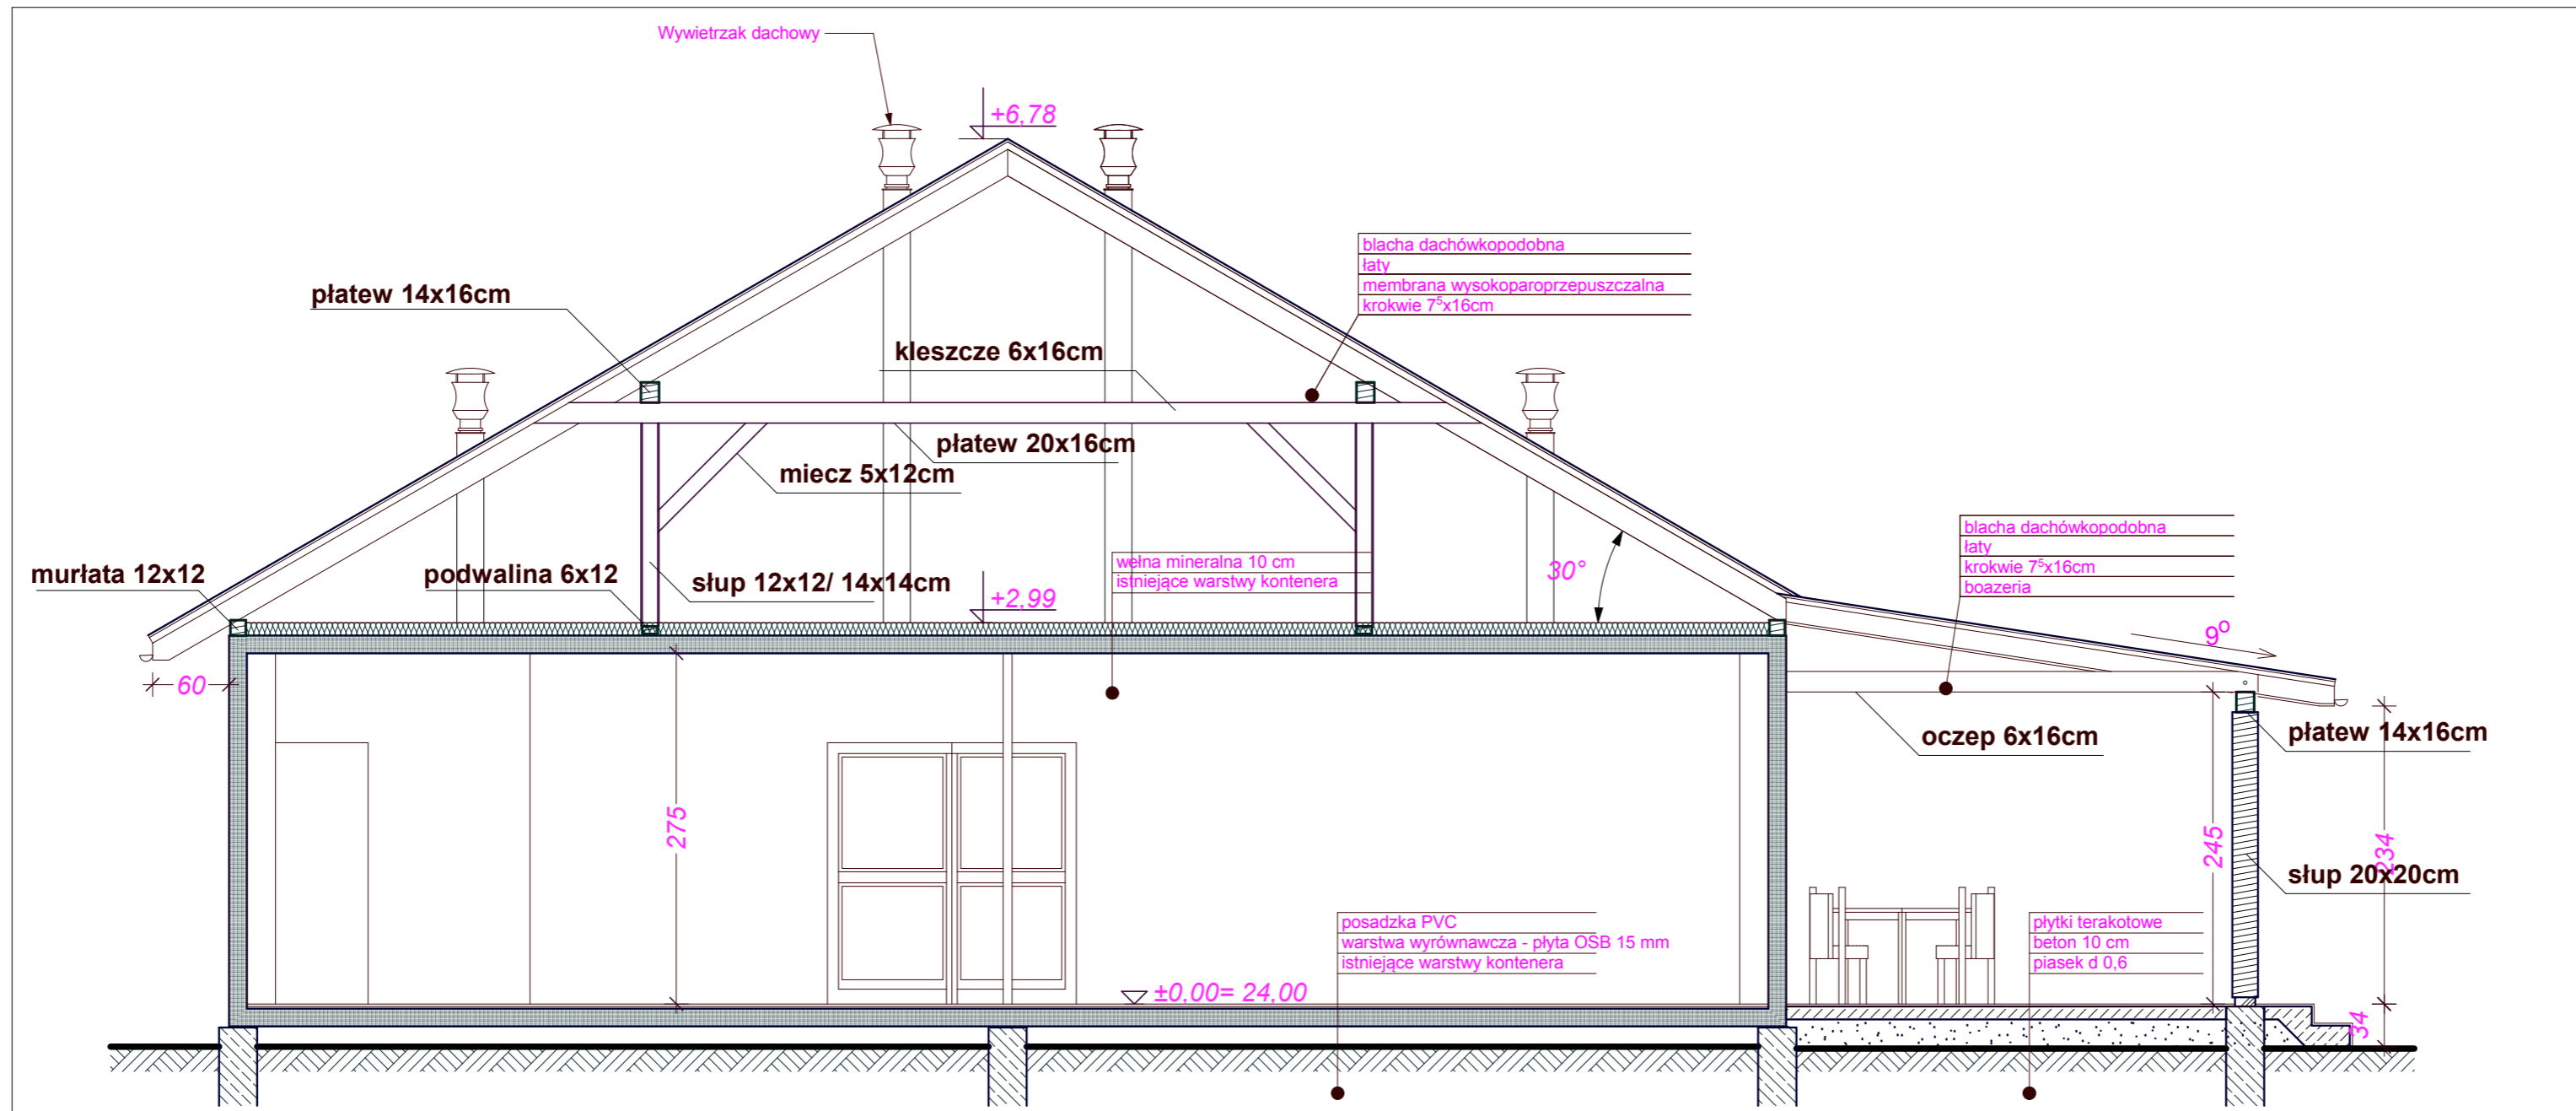 Wywietrzak dachowy
+6,78
blacha dachówkopodobna
łaty
membrana wysokoparoprzepuszczalna
krokwie 7⁵x16cm
płatew 14x16cm
kleszcze 6x16cm
płatew 20x16cm
miecz 5x12cm
blacha dachówkopodobna
łaty
krokwie 7⁵x16cm
boazeria
murłata 12x12
podwalina 6x12
słup 12x12/ 14x14cm
wełna mineralna 10 cm
istniejące warstwy kontenera
30°
+2,99
9º
60
oczep 6x16cm
płatew 14x16cm
275
245
234
słup 20x20cm
posadzka PVC
warstwa wyrównawcza - płyta OSB 15 mm
istniejące warstwy kontenera
płytki terakotowe
beton 10 cm
piasek d 0,6
±0,00= 24,00
34